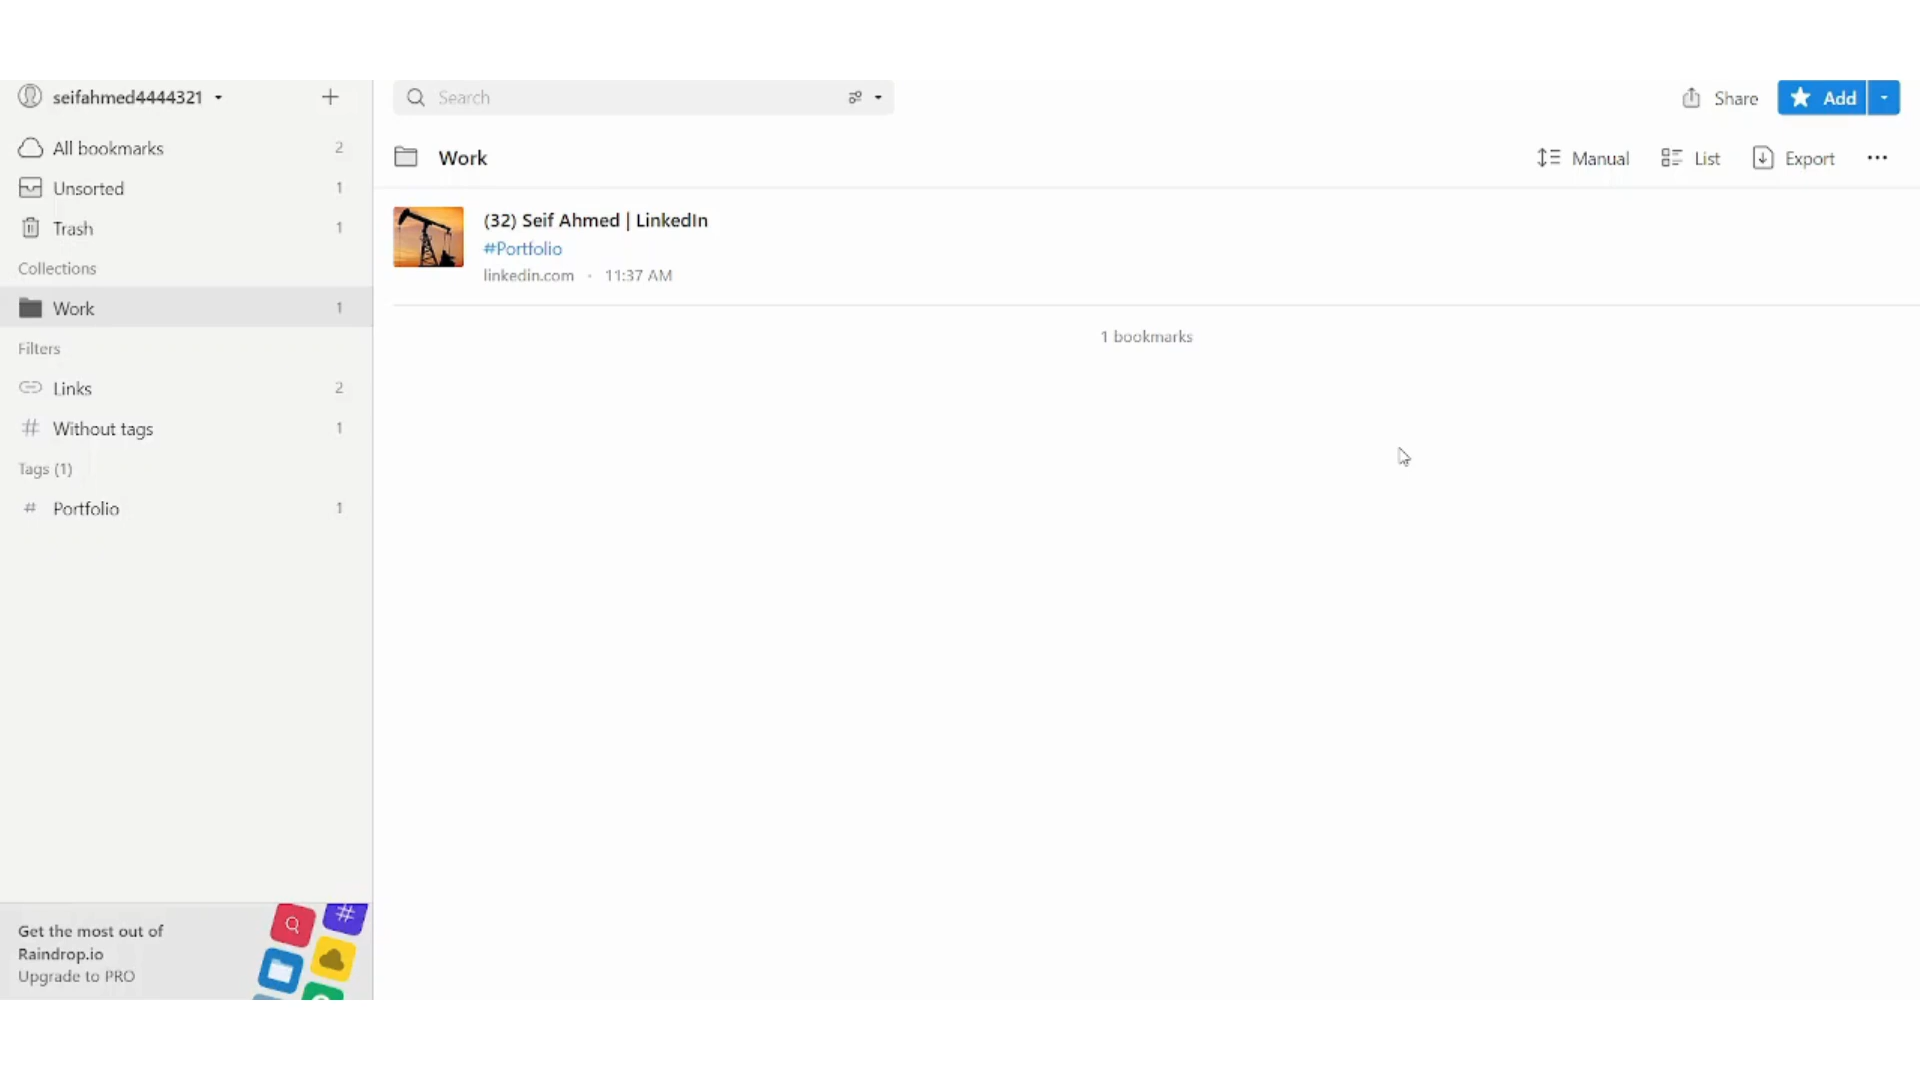 seifahmed4444321
All bookmarks 2
Unsorted 1
Trash 1
Collections
Work 1
Filters
Links 2
# Without tags 1
Tags (1)
# Portfolio 1
Get the most out of
Raindrop.io
Upgrade to PRO
#
Search
Share
Add
Work
Manual
List
Export
(32) Seif Ahmed | LinkedIn
#Portfolio
linkedin.com · 11:37 AM
1 bookmarks